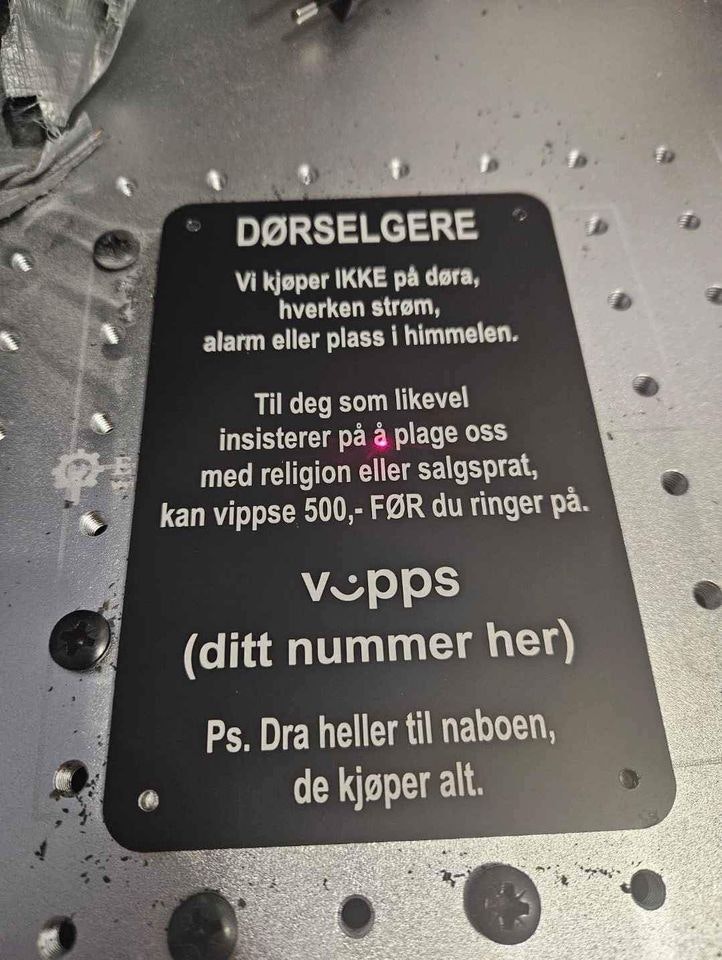 DØRSELGERE
Vi kjøper IKKE på døra,
hverken strøm,
alarm eller plass i himmelen.
Til deg som likevel
insisterer på å plage oss
med religion eller salgsprat,
kan vippse 500,- FØR du ringer på.
vipps
(ditt nummer her)
Ps. Dra heller til naboen,
de kjøper alt.